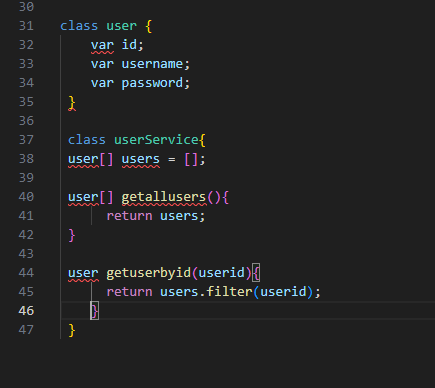 30
31 class user {
32 var id;
33 var username;
34 var password;
35 }
36
37 class userService{
38 user[] users = [];
39
40 user[] getallusers(){
41 return users;
42 }
43
44 user getuserbyid(userid){
45 return users.filter(userid);
46 }
47 }